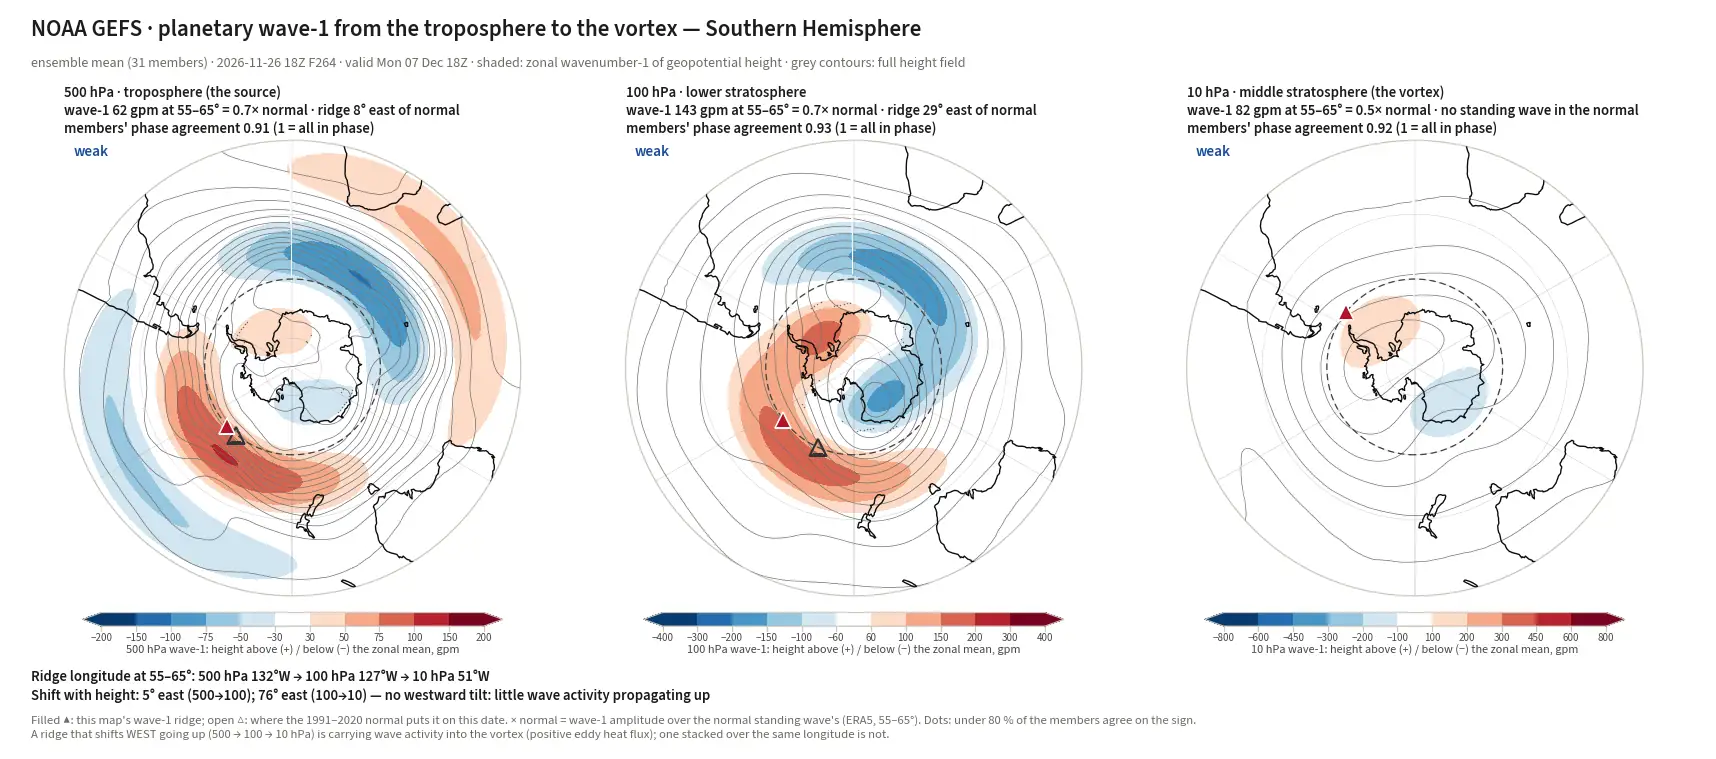 NOAA GEFS · planetary wave-1 from the troposphere to the vortex — Southern Hemisphere
ensemble mean (31 members) · 2026-11-26 18Z F264 · valid Mon 07 Dec 18Z · shaded: zonal wavenumber-1 of geopotential height · grey contours: full height field
500 hPa · troposphere (the source)
wave-1 62 gpm at 55–65° = 0.7× normal · ridge 8° east of normal
members' phase agreement 0.91 (1 = all in phase)
weak
100 hPa · lower stratosphere
wave-1 143 gpm at 55–65° = 0.7× normal · ridge 29° east of normal
members' phase agreement 0.93 (1 = all in phase)
weak
10 hPa · middle stratosphere (the vortex)
wave-1 82 gpm at 55–65° = 0.5× normal · no standing wave in the normal
members' phase agreement 0.92 (1 = all in phase)
weak
−200 −150 −100 −75 −50 −30 30 50 75 100 150 200
500 hPa wave-1: height above (+) / below (−) the zonal mean, gpm
−400 −300 −200 −150 −100 −60 60 100 150 200 300 400
100 hPa wave-1: height above (+) / below (−) the zonal mean, gpm
−800 −600 −450 −300 −200 −100 100 200 300 450 600 800
10 hPa wave-1: height above (+) / below (−) the zonal mean, gpm
Ridge longitude at 55–65°: 500 hPa 132°W → 100 hPa 127°W → 10 hPa 51°W
Shift with height: 5° east (500→100); 76° east (100→10) — no westward tilt: little wave activity propagating up
Filled ▲: this map's wave-1 ridge; open △: where the 1991–2020 normal puts it on this date. × normal = wave-1 amplitude over the normal standing wave's (ERA5, 55–65°). Dots: under 80 % of the members agree on the sign.
A ridge that shifts WEST going up (500 → 100 → 10 hPa) is carrying wave activity into the vortex (positive eddy heat flux); one stacked over the same longitude is not.